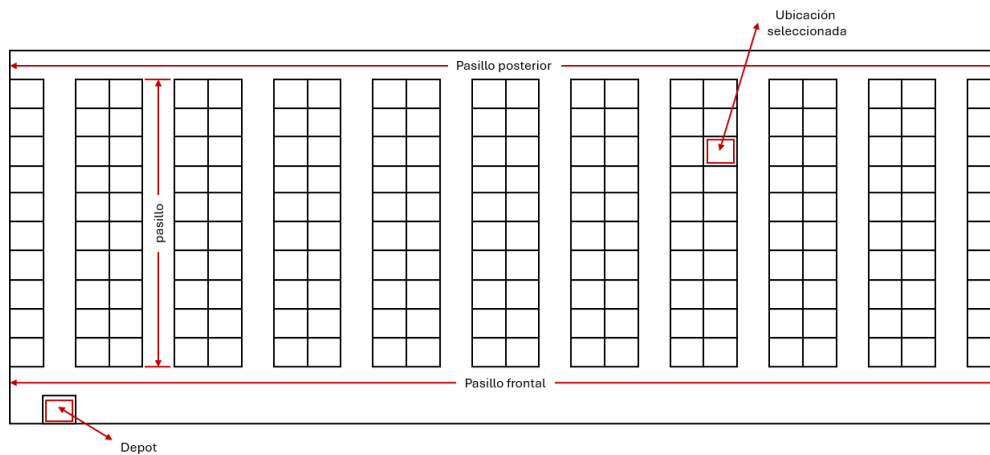 Ubicación
seleccionada
Pasillo posterior
pasillo
Pasillo frontal
Depot